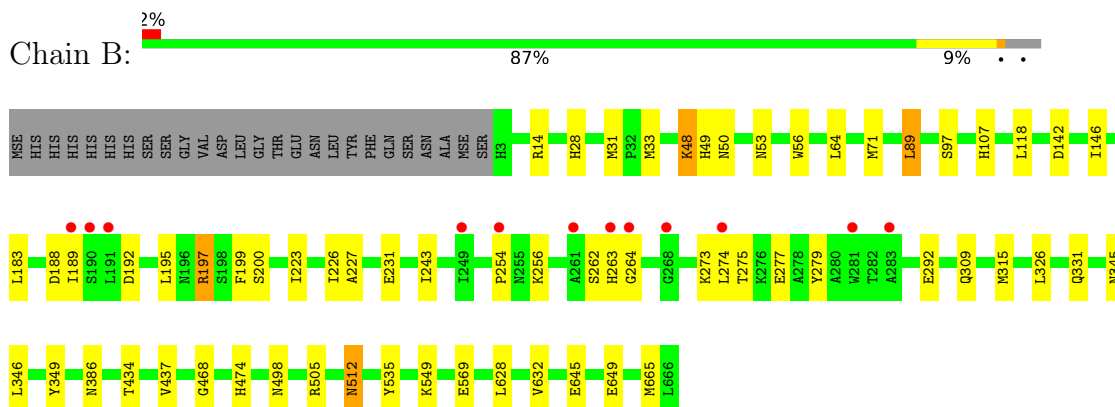 2%
Chain B:
87% 9% • •
MSE HIS HIS HIS HIS HIS HIS SER SER GLY VAL ASP LEU GLY THR GLU ASN LEU TYR PHE GLN SER ASN ALA MSE SER H3 R14 H28 M31 P32 M33 K48 H49 N50 N53 W56 L64 M71 L89 S97 H107 L118 D142 I146
L183 D188 I189 S190 L191 D192 L195 N196 R197 S198 F199 S200 I223 I226 A227 E231 I243 I249 P254 N255 K256 A261 S262 H263 G264 G268 K273 L274 T275 K276 E277 A278 Y279 A280 W281 T282 A283 E292 Q309 M315 L326 Q331 N345
L346 Y349 N386 T434 V437 G468 H474 N498 R505 N512 Y535 K549 E569 L628 V632 E645 E649 M665 L666